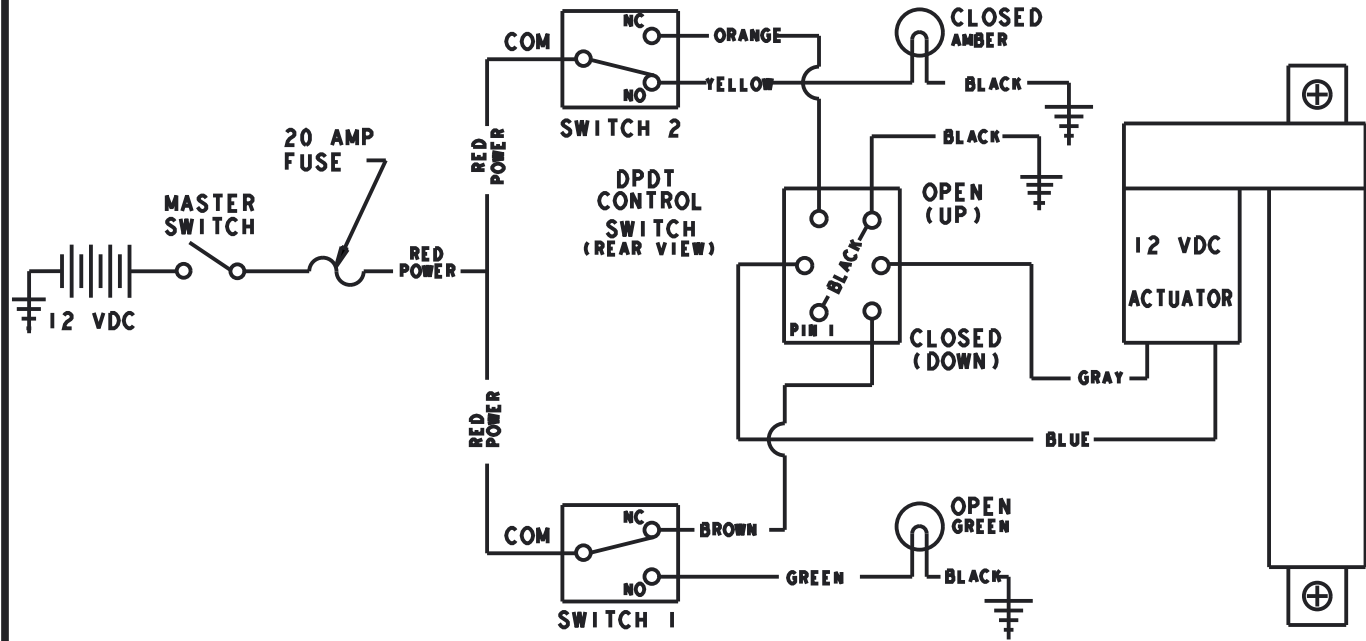 NC
COM
ORANGE
NO
YELLOW
SWITCH 2
CLOSED
AMBER
BLACK
20 AMP
FUSE
RED
POWER
BLACK
MASTER
SWITCH
DPDT
CONTROL
SWITCH
(REAR VIEW)
OPEN
(UP)
12 VDC
ACTUATOR
RED
POWER
BLACK
12 VDC
PIN 1
CLOSED
(DOWN)
GRAY
RED
POWER
BLUE
COM
NC
BROWN
NO
GREEN
SWITCH 1
OPEN
GREEN
BLACK